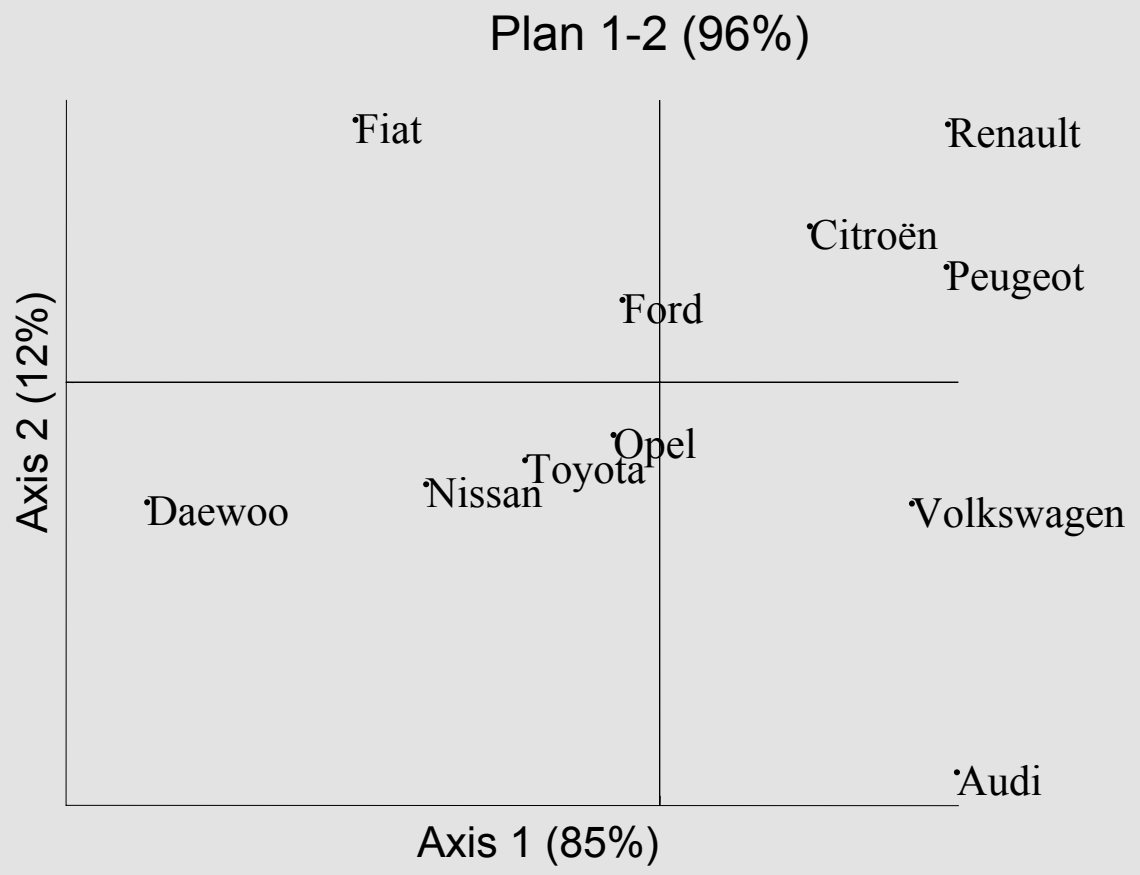 Plan 1-2 (96%)
Fiat
Renault
Citroën
Peugeot
Ford
Axis 2 (12%)
Opel
Toyota
Nissan
Daewoo
Volkswagen
Audi
Axis 1 (85%)